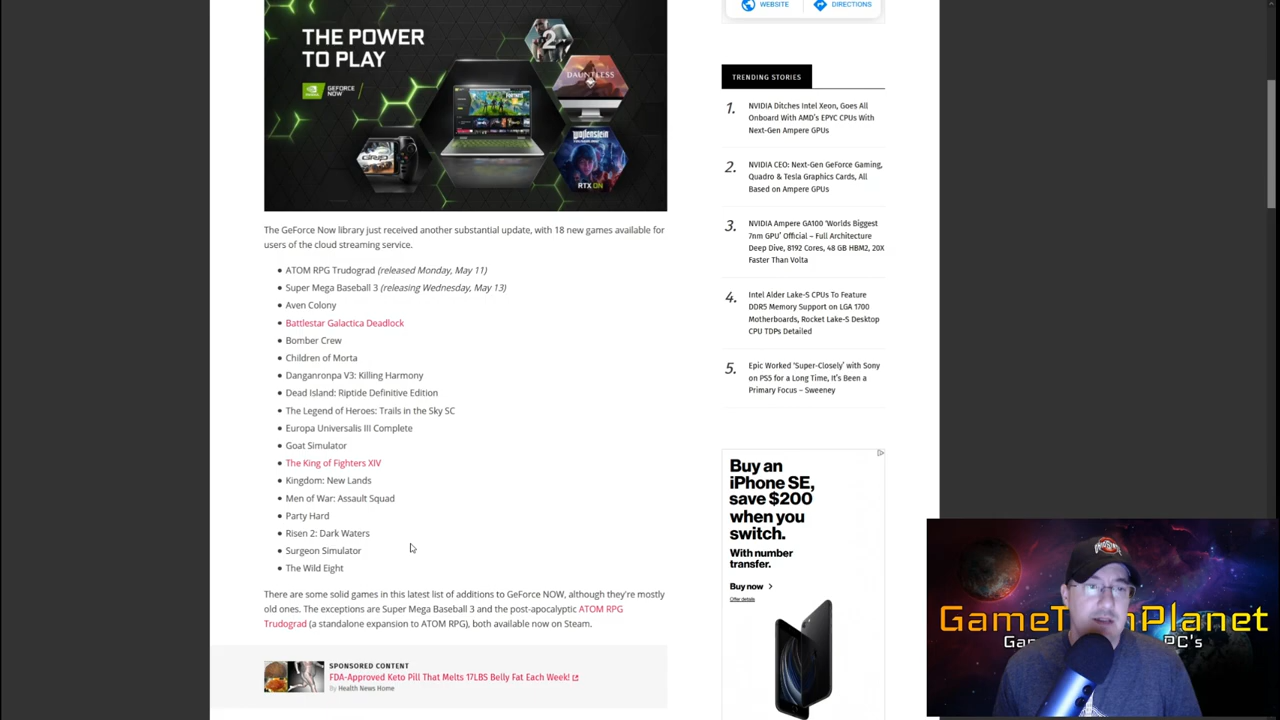 THE POWER
TO PLAY
NVIDIA
GEFORCE
NOW
2
DAUNTLESS
FORTNITE
GRIP
Wolfenstein
RTX ON
The GeForce Now library just received another substantial update, with 18 new games available for
users of the cloud streaming service.
ATOM RPG Trudograd (released Monday, May 11)
Super Mega Baseball 3 (releasing Wednesday, May 13)
Aven Colony
Battlestar Galactica Deadlock
Bomber Crew
Children of Morta
Danganronpa V3: Killing Harmony
Dead Island: Riptide Definitive Edition
The Legend of Heroes: Trails in the Sky SC
Europa Universalis III Complete
Goat Simulator
The King of Fighters XIV
Kingdom: New Lands
Men of War: Assault Squad
Party Hard
Risen 2: Dark Waters
Surgeon Simulator
The Wild Eight
There are some solid games in this latest list of additions to GeForce NOW, although they're mostly
old ones. The exceptions are Super Mega Baseball 3 and the post-apocalyptic ATOM RPG
Trudograd (a standalone expansion to ATOM RPG), both available now on Steam.
SPONSORED CONTENT
FDA-Approved Keto Pill That Melts 17LBS Belly Fat Each Week!
By Health News Home
WEBSITE
DIRECTIONS
TRENDING STORIES
1. NVIDIA Ditches Intel Xeon, Goes All
Onboard With AMD's EPYC CPUs With
Next-Gen Ampere GPUs
2. NVIDIA CEO: Next-Gen GeForce Gaming,
Quadro & Tesla Graphics Cards, All
Based on Ampere GPUs
3. NVIDIA Ampere GA100 'Worlds Biggest
7nm GPU' Official – Full Architecture
Deep Dive, 8192 Cores, 48 GB HBM2, 20X
Faster Than Volta
4. Intel Alder Lake-S CPUs To Feature
DDR5 Memory Support on LGA 1700
Motherboards, Rocket Lake-S Desktop
CPU TDPs Detailed
5. Epic Worked 'Super-Closely' with Sony
on PS5 for a Long Time, It's Been a
Primary Focus – Sweeney
Buy an
iPhone SE,
save $200
when you
switch.
With number
transfer.
Buy now
Offer details
GameT Planet
Ga PC's